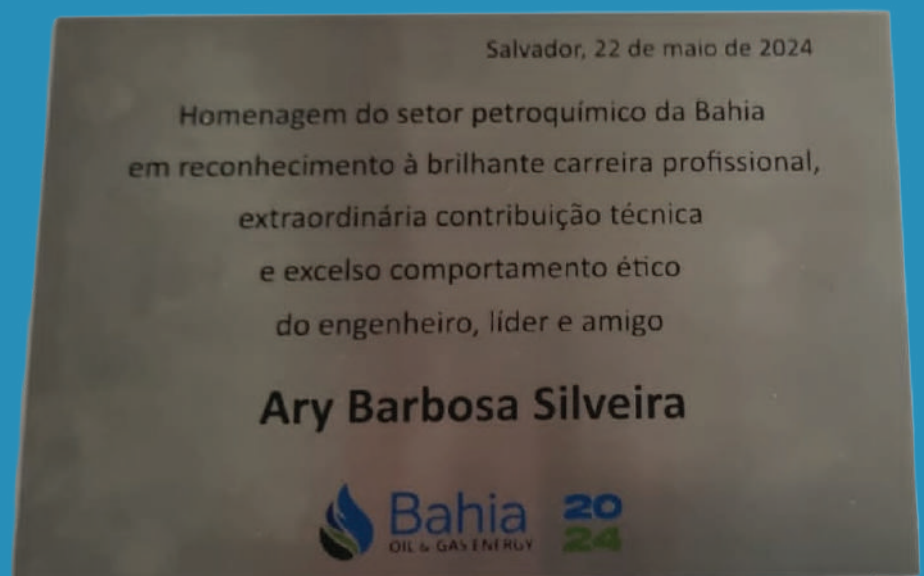 Salvador, 22 de maio de 2024
Homenagem do setor petroquímico da Bahia
em reconhecimento à brilhante carreira profissional,
extraordinária contribuição técnica
e excelso comportamento ético
do engenheiro, líder e amigo
Ary Barbosa Silveira
Bahia
OIL & GAS ENERGY
20
24